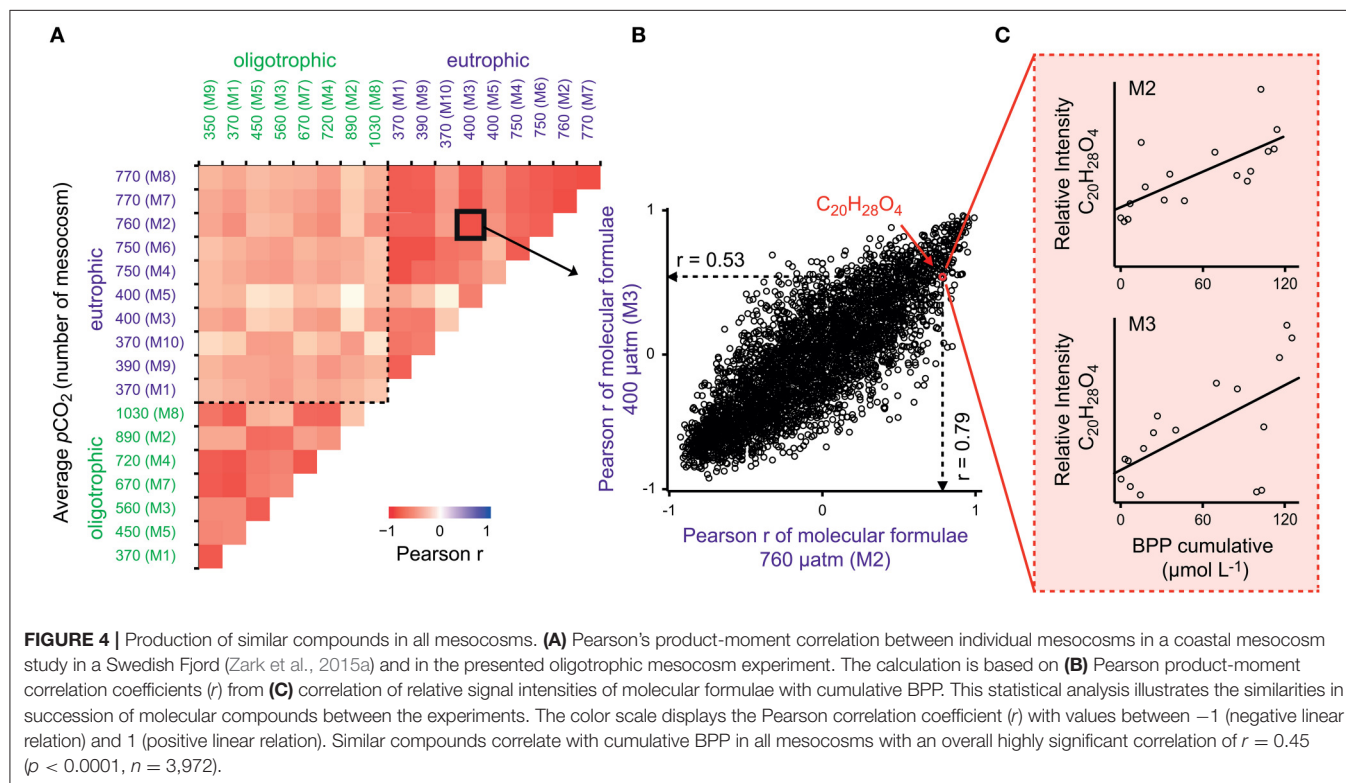 A
oligotrophic
eutrophic
350 (M9)
370 (M1)
450 (M5)
560 (M3)
670 (M7)
720 (M4)
890 (M2)
1030 (M8)
370 (M1)
390 (M9)
370 (M10)
400 (M3)
400 (M5)
750 (M4)
750 (M6)
760 (M2)
770 (M7)
Average pCO2 (number of mesocosm)
eutrophic
oligotrophic
770 (M8)
770 (M7)
760 (M2)
750 (M6)
750 (M4)
400 (M5)
400 (M3)
370 (M10)
390 (M9)
370 (M1)
1030 (M8)
890 (M2)
720 (M4)
670 (M7)
560 (M3)
450 (M5)
370 (M1)
−1 0 1
Pearson r
B
Pearson r of molecular formulae
400 µatm (M3)
1
0
-1
C20H28O4
r = 0.53
r = 0.79
-1 0 1
Pearson r of molecular formulae
760 µatm (M2)
C
M2
Relative Intensity
C20H28O4
0 60 120
M3
Relative Intensity
C20H28O4
0 60 120
BPP cumulative
(µmol L-1)
FIGURE 4 | Production of similar compounds in all mesocosms. (A) Pearson's product-moment correlation between individual mesocosms in a coastal mesocosm
study in a Swedish Fjord (Zark et al., 2015a) and in the presented oligotrophic mesocosm experiment. The calculation is based on (B) Pearson product-moment
correlation coefficients (r) from (C) correlation of relative signal intensities of molecular formulae with cumulative BPP. This statistical analysis illustrates the similarities in
succession of molecular compounds between the experiments. The color scale displays the Pearson correlation coefficient (r) with values between −1 (negative linear
relation) and 1 (positive linear relation). Similar compounds correlate with cumulative BPP in all mesocosms with an overall highly significant correlation of r = 0.45
(p < 0.0001, n = 3,972).